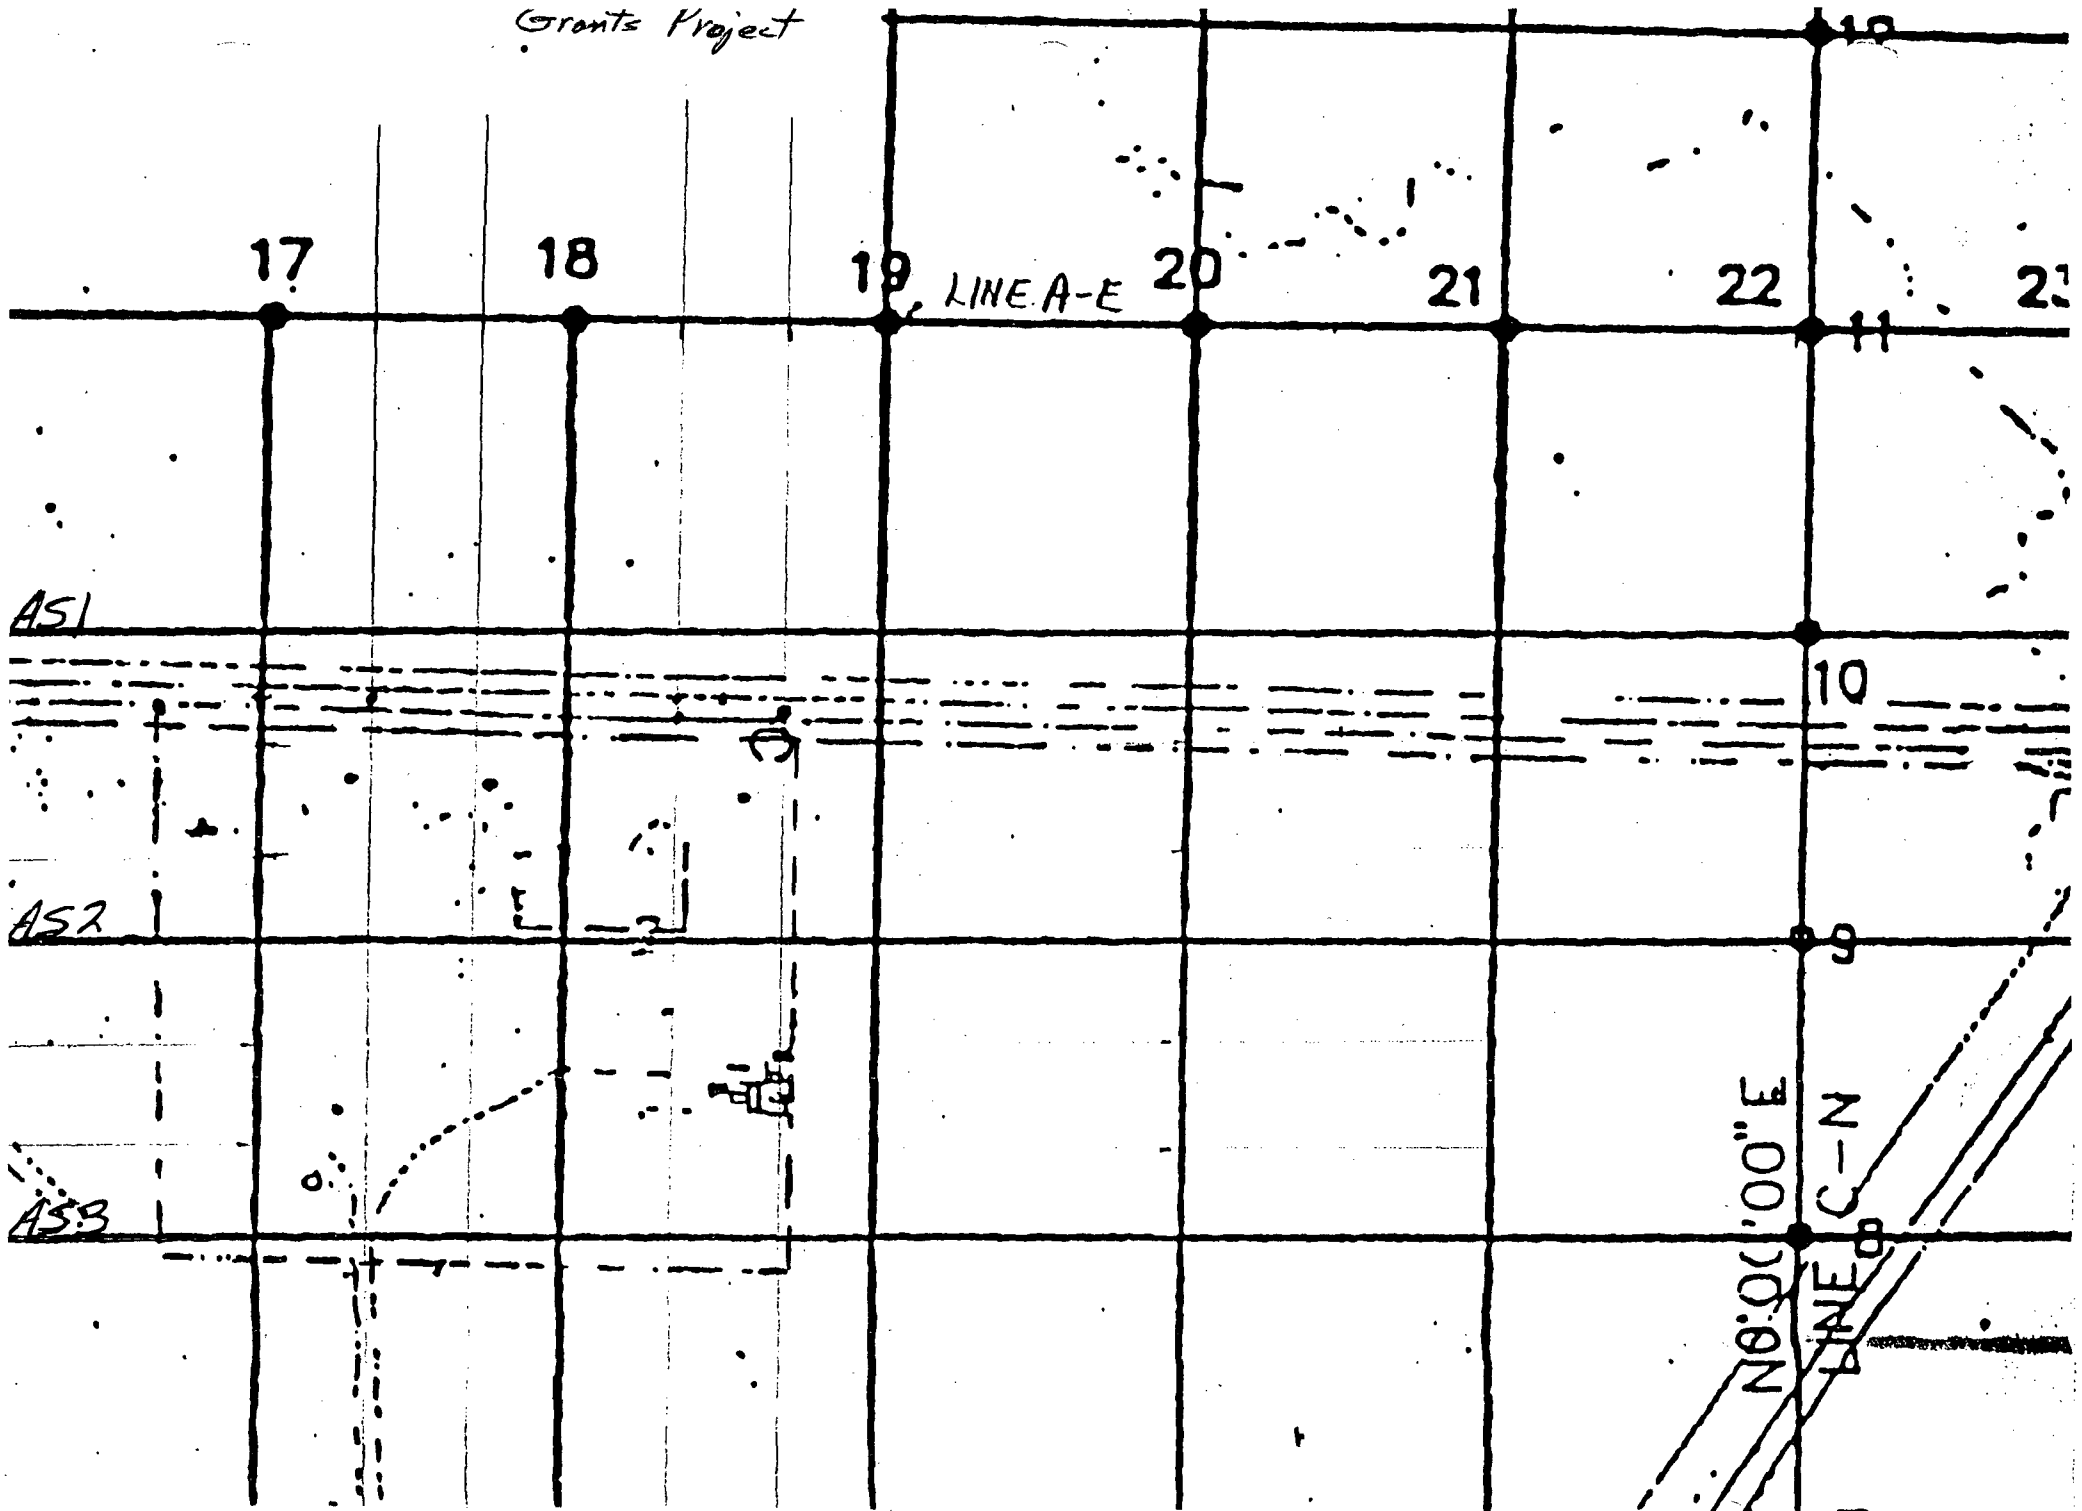 Grants Project
17 18 19 20 21 22
LINE A-E
11
AS1
10
AS2
9
AS3
8
N0°00'00"E
LINE C-N